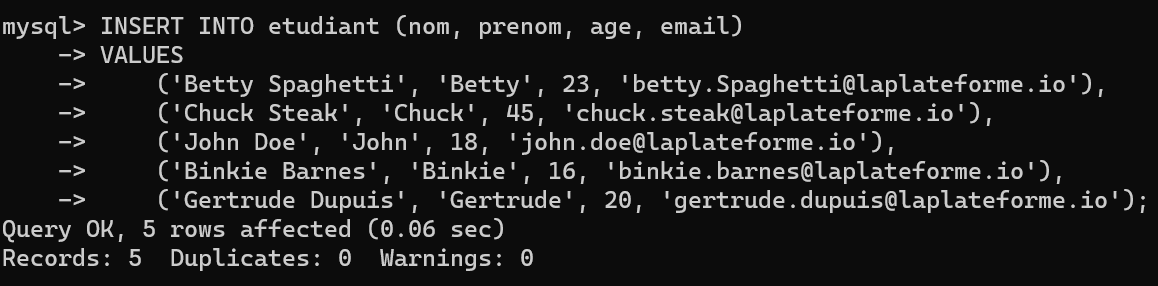 mysql> INSERT INTO etudiant (nom, prenom, age, email)
    -> VALUES
    ->     ('Betty Spaghetti', 'Betty', 23, 'betty.Spaghetti@laplateforme.io'),
    ->     ('Chuck Steak', 'Chuck', 45, 'chuck.steak@laplateforme.io'),
    ->     ('John Doe', 'John', 18, 'john.doe@laplateforme.io'),
    ->     ('Binkie Barnes', 'Binkie', 16, 'binkie.barnes@laplateforme.io'),
    ->     ('Gertrude Dupuis', 'Gertrude', 20, 'gertrude.dupuis@laplateforme.io');
Query OK, 5 rows affected (0.06 sec)
Records: 5  Duplicates: 0  Warnings: 0